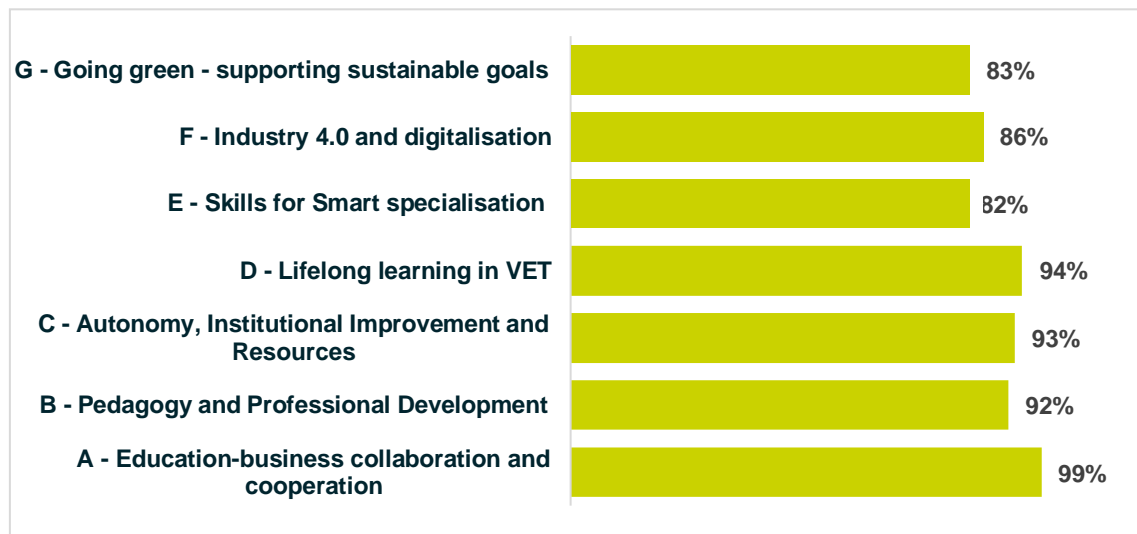 G - Going green - supporting sustainable goals
83%
F - Industry 4.0 and digitalisation
86%
E - Skills for Smart specialisation
82%
D - Lifelong learning in VET
94%
C - Autonomy, Institutional Improvement and
Resources
93%
B - Pedagogy and Professional Development
92%
A - Education-business collaboration and
cooperation
99%